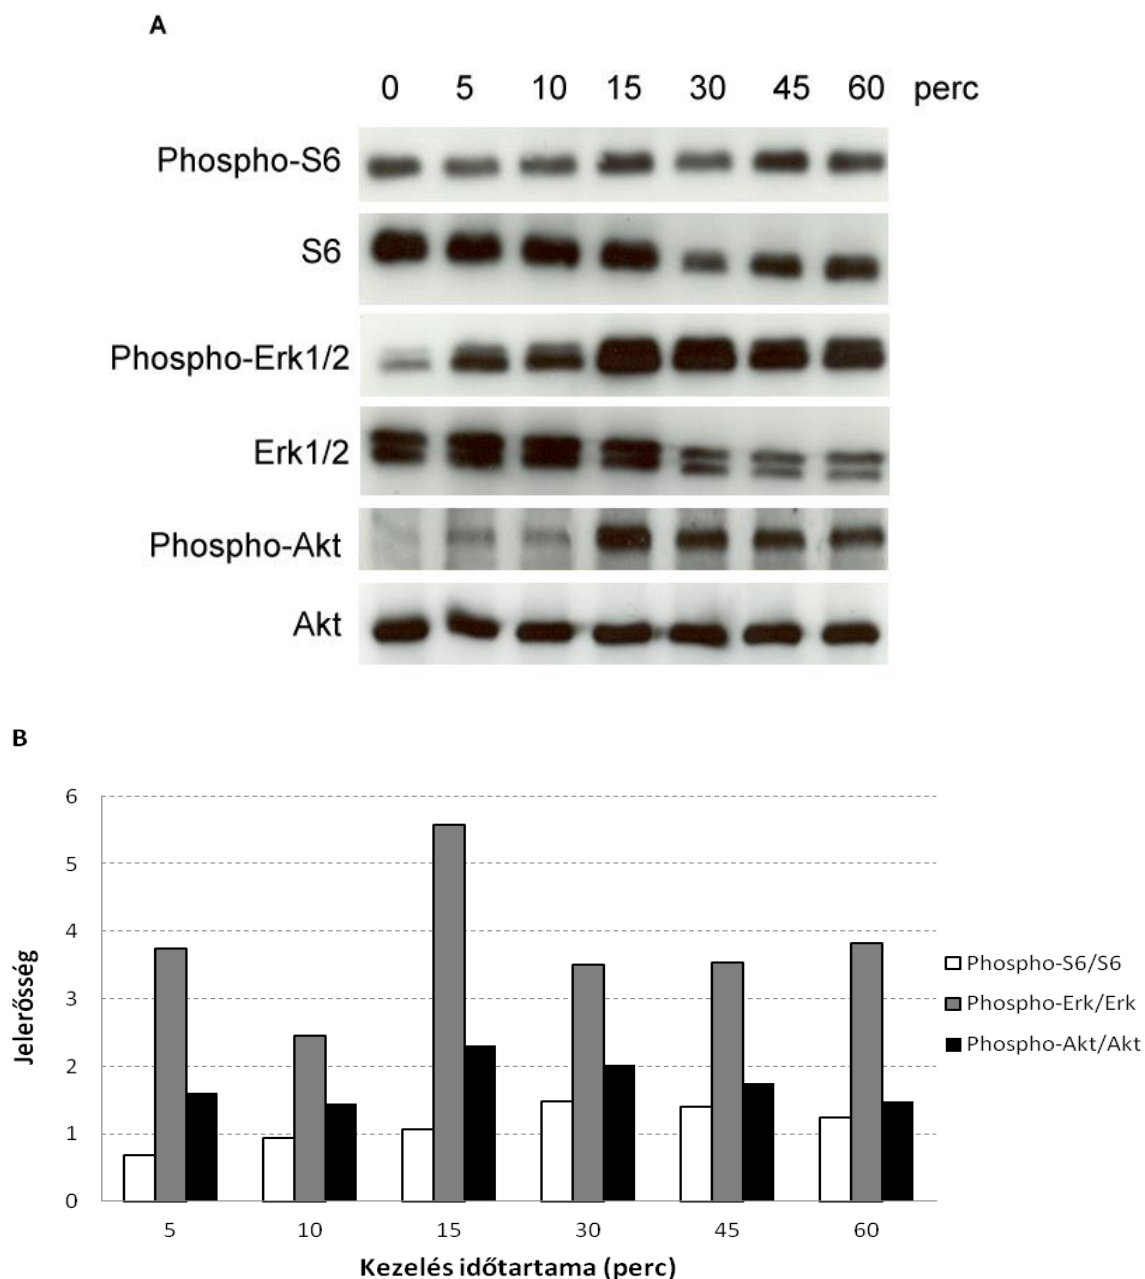 A
0 5 10 15 30 45 60 perc
Phospho-S6
S6
Phospho-Erk1/2
Erk1/2
Phospho-Akt
Akt
B
6
5
4
3
2
1
0
Jelerősség
5 10 15 30 45 60
Kezelés időtartama (perc)
Phospho-S6/S6
Phospho-Erk/Erk
Phospho-Akt/Akt